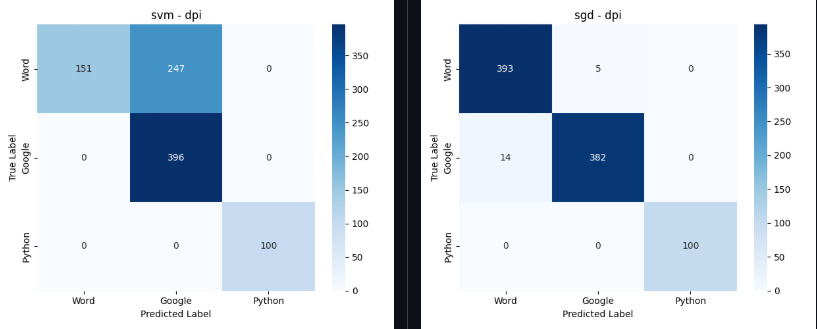 svm - dpi
Word
Google
Python
True Label
151 247 0
0 396 0
0 0 100
Word Google Python
Predicted Label
350
300
250
200
150
100
50
0
sgd - dpi
Word
Google
Python
True Label
393 5 0
14 382 0
0 0 100
Word Google Python
Predicted Label
350
300
250
200
150
100
50
0